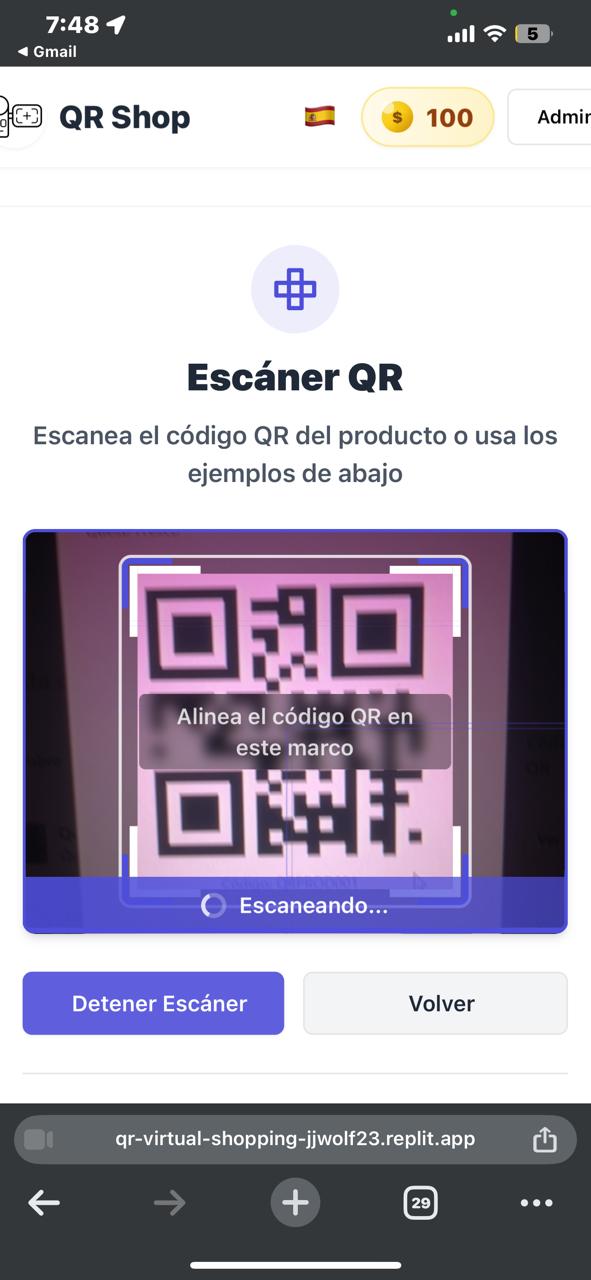 7:48
5
◀ Gmail
QR Shop
100
Admin
Escáner QR
Escanea el código QR del producto o usa los
ejemplos de abajo
Alinea el código QR en
este marco
Escaneando...
Detener Escáner
Volver
qr-virtual-shopping-jjwolf23.replit.app
29